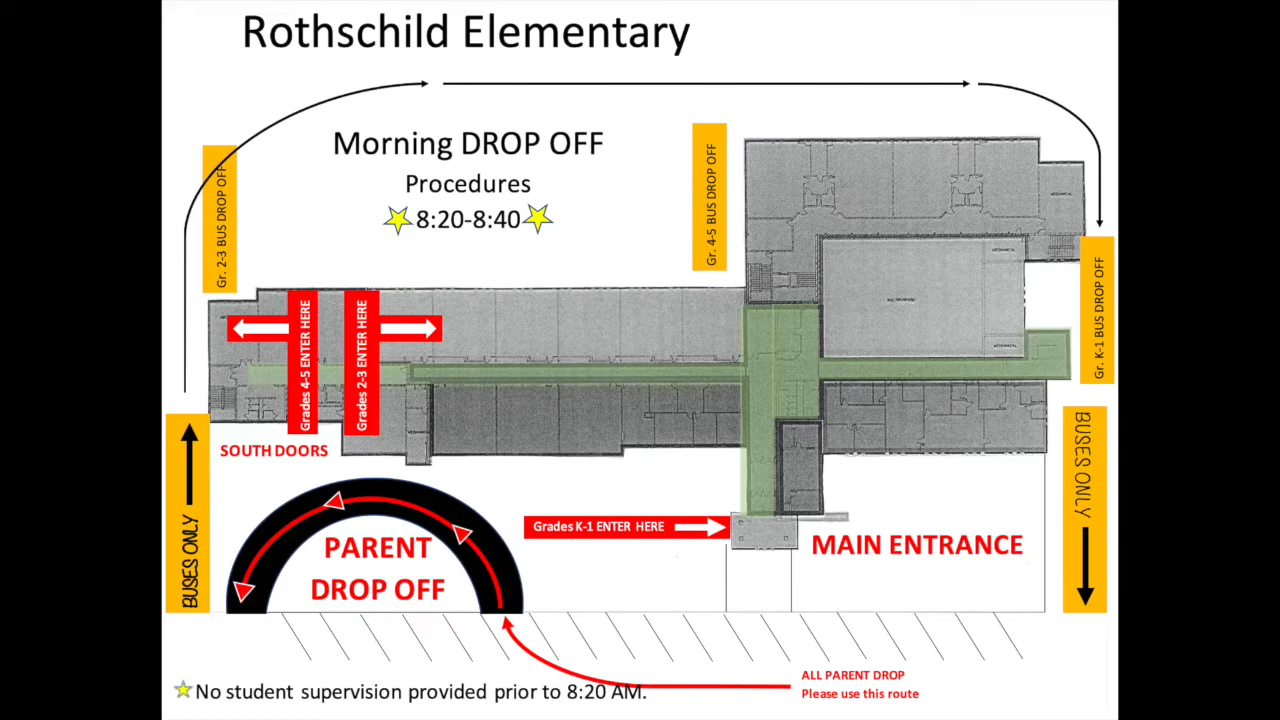 Rothschild Elementary
Morning DROP OFF
Procedures
8:20-8:40
Gr. 2-3 BUS DROP OFF
Gr. 4-5 BUS DROP OFF
Gr. K-1 BUS DROP OFF
MECHANICAL
MECHANICAL
MECHANICAL
Grades 4-5 ENTER HERE
Grades 2-3 ENTER HERE
SOUTH DOORS
BUSES ONLY
BUSES ONLY
Grades K-1 ENTER HERE
MAIN ENTRANCE
PARENT
DROP OFF
ALL PARENT DROP
Please use this route
No student supervision provided prior to 8:20 AM.